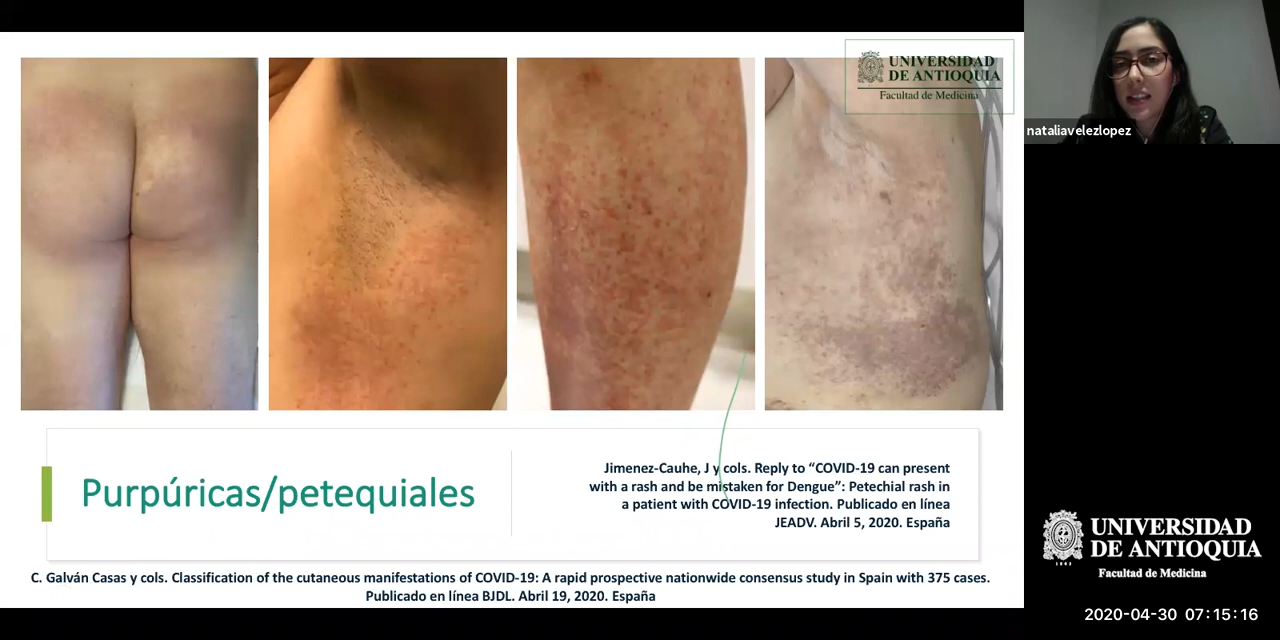 UNIVERSIDAD
DE ANTIOQUIA
Facultad de Medicina
nataliavelezlopez
Purpúricas/petequiales
Jimenez-Cauhe, J y cols. Reply to “COVID-19 can present
with a rash and be mistaken for Dengue”: Petechial rash in
a patient with COVID-19 infection. Publicado en línea
JEADV. Abril 5, 2020. España
C. Galván Casas y cols. Classification of the cutaneous manifestations of COVID-19: A rapid prospective nationwide consensus study in Spain with 375 cases.
Publicado en línea BJDL. Abril 19, 2020. España
UNIVERSIDAD
DE ANTIOQUIA
1803
Facultad de Medicina
2020-04-30 07:15:16